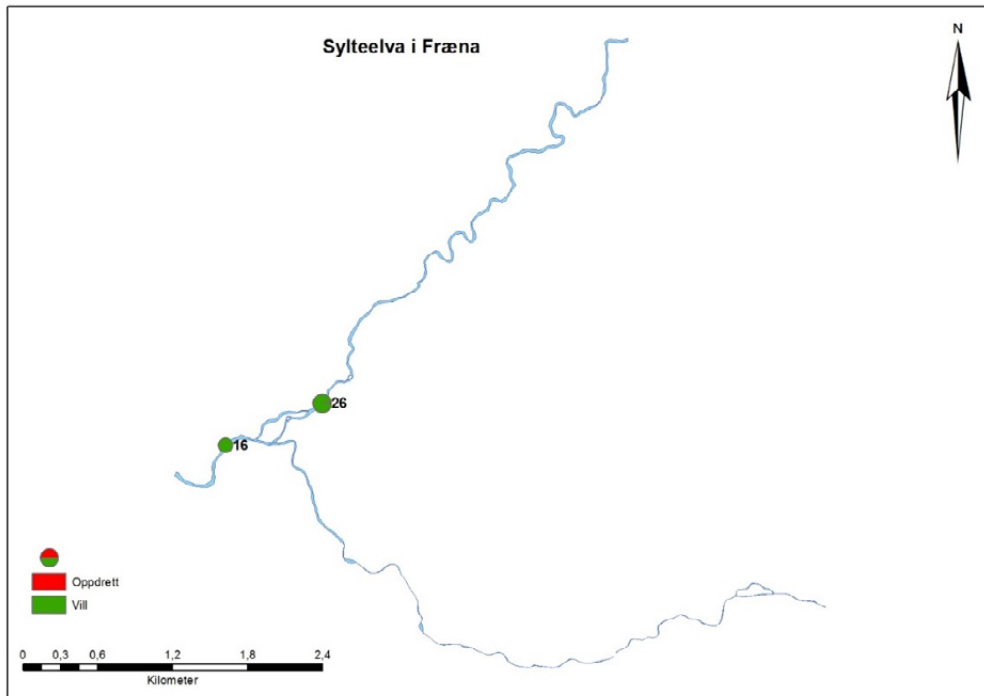 Sylteelva i Fræna
N
26
16
Oppdrett
Vill
0 0,3 0,6 1,2 1,8 2,4
Kilometer